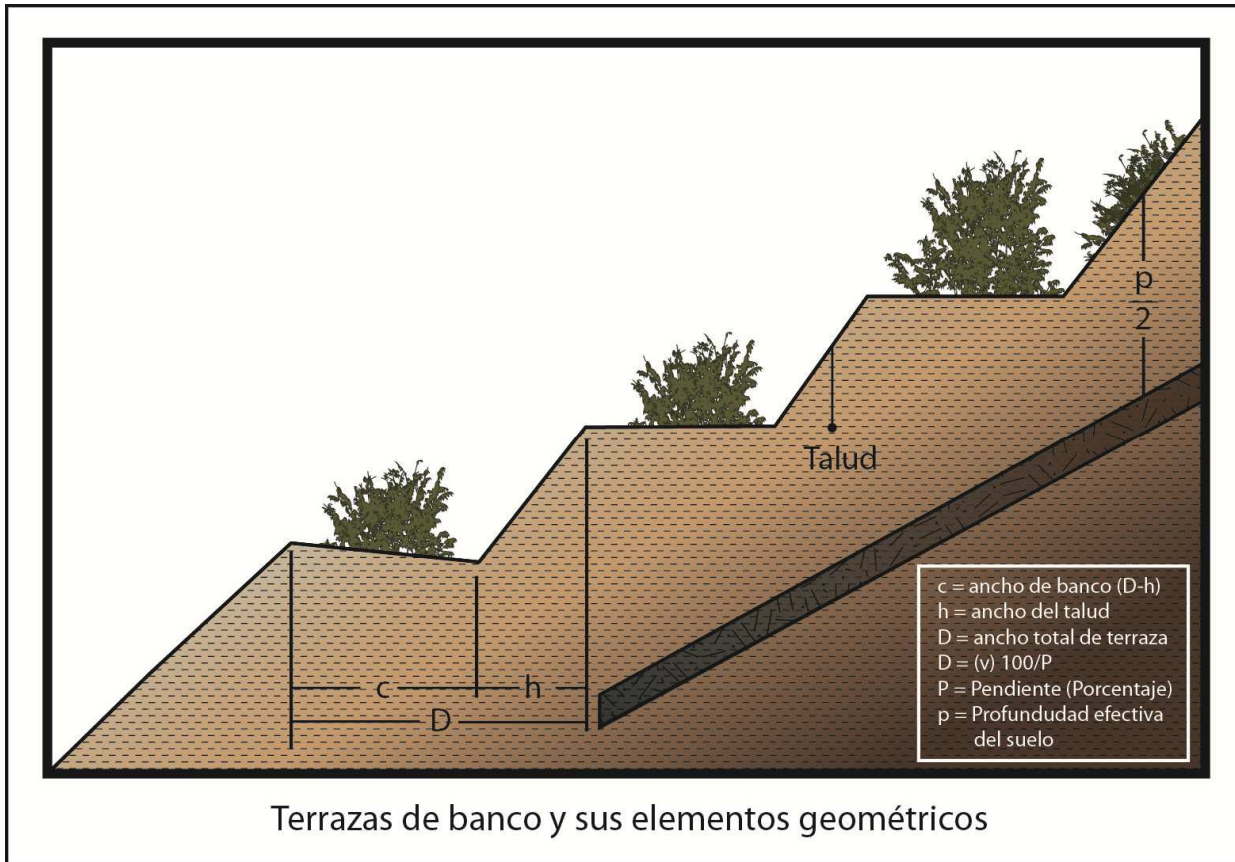 p
2
Talud
c
h
D
c = ancho de banco (D-h)
h = ancho del talud
D = ancho total de terraza
D = (v) 100/P
P = Pendiente (Porcentaje)
p = Profundudad efectiva
del suelo
Terrazas de banco y sus elementos geométricos